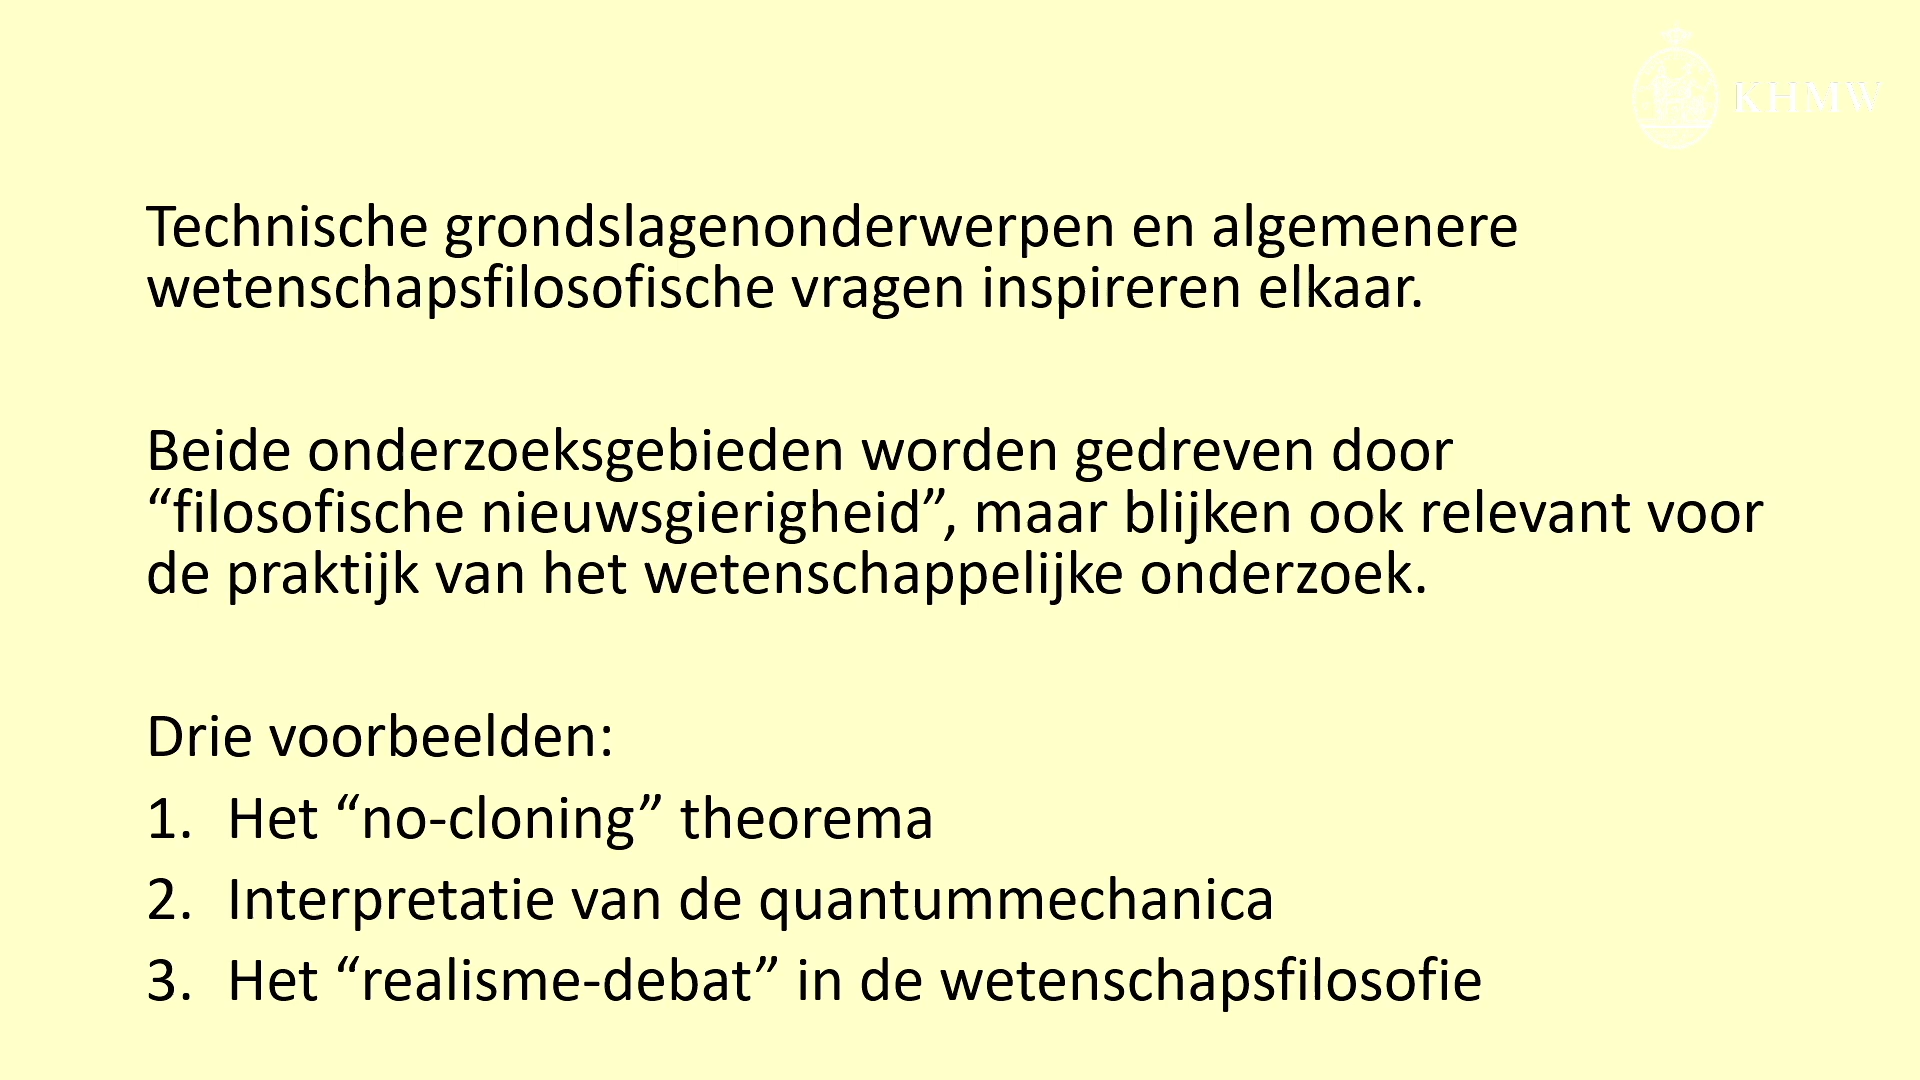 KHMW
Technische grondslagenonderwerpen en algemenere
wetenschapsfilosofische vragen inspireren elkaar.
Beide onderzoeksgebieden worden gedreven door
“filosofische nieuwsgierigheid”, maar blijken ook relevant voor
de praktijk van het wetenschappelijke onderzoek.
Drie voorbeelden:
1. Het “no-cloning” theorema
2. Interpretatie van de quantummechanica
3. Het “realisme-debat” in de wetenschapsfilosofie